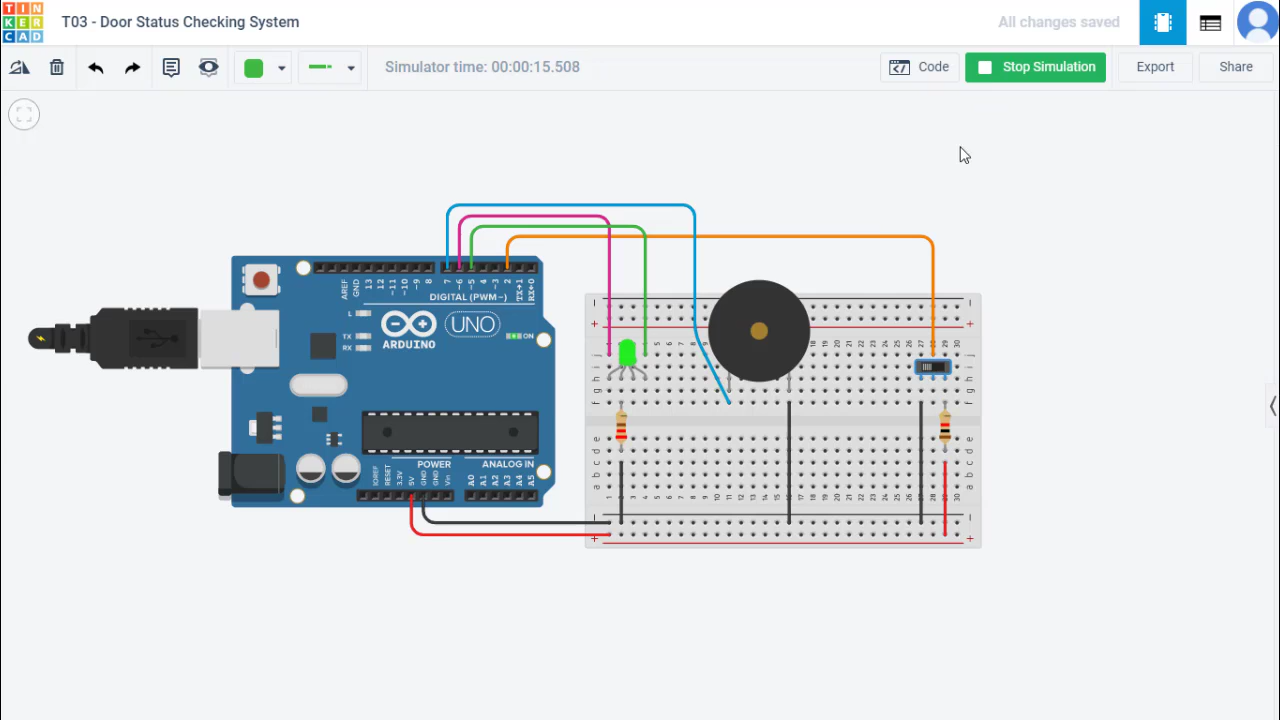 TIN
KER
CAD
T03 - Door Status Checking System
All changes saved
Simulator time: 00:00:15.508
Code
Stop Simulation
Export
Share
AREF
GND
13
12
~11
~10
~9
8
7
~6
~5
4
~3
2
TX→1
RX←0
DIGITAL (PWM~)
L
TX
RX
UNO
ARDUINO
ON
POWER
ANALOG IN
IOREF
RESET
3.3V
5V
GND
GND
Vin
A0
A1
A2
A3
A4
A5